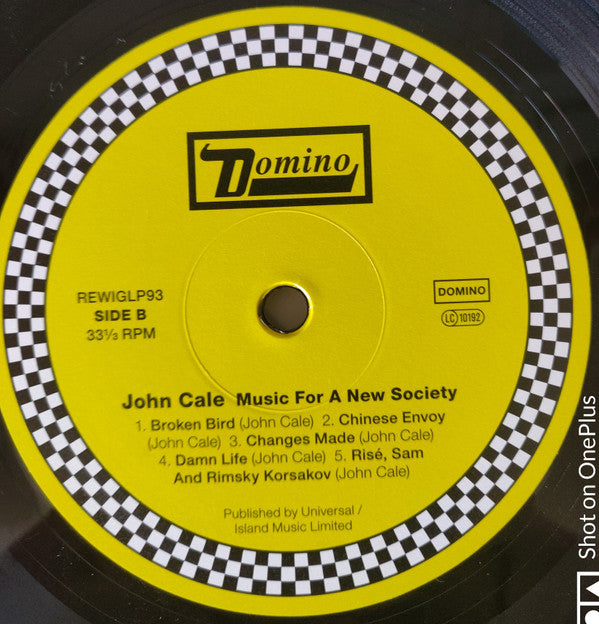 Domino
REWIGLP93
SIDE B
33⅓ RPM
DOMINO
LC 10192
John Cale Music For A New Society
1. Broken Bird (John Cale) 2. Chinese Envoy
(John Cale) 3. Changes Made (John Cale)
4. Damn Life (John Cale) 5. Risé, Sam
And Rimsky Korsakov (John Cale)
Published by Universal /
Island Music Limited
Shot on OnePlus